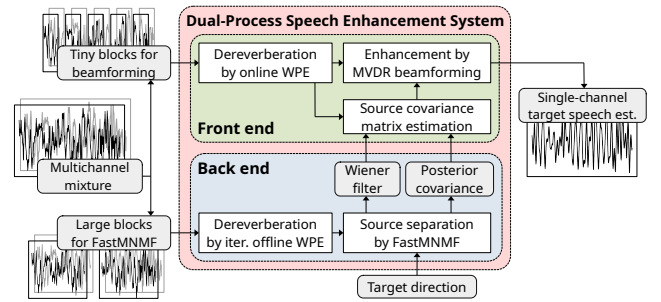 Dual-Process Speech Enhancement System
Tiny blocks for
beamforming
Dereverberation
by online WPE
Enhancement by
MVDR beamforming
Source covariance
matrix estimation
Front end
Single-channel
target speech est.
Multichannel
mixture
Back end
Wiener
filter
Posterior
covariance
Large blocks
for FastMNMF
Dereverberation
by iter. offline WPE
Source separation
by FastMNMF
Target direction